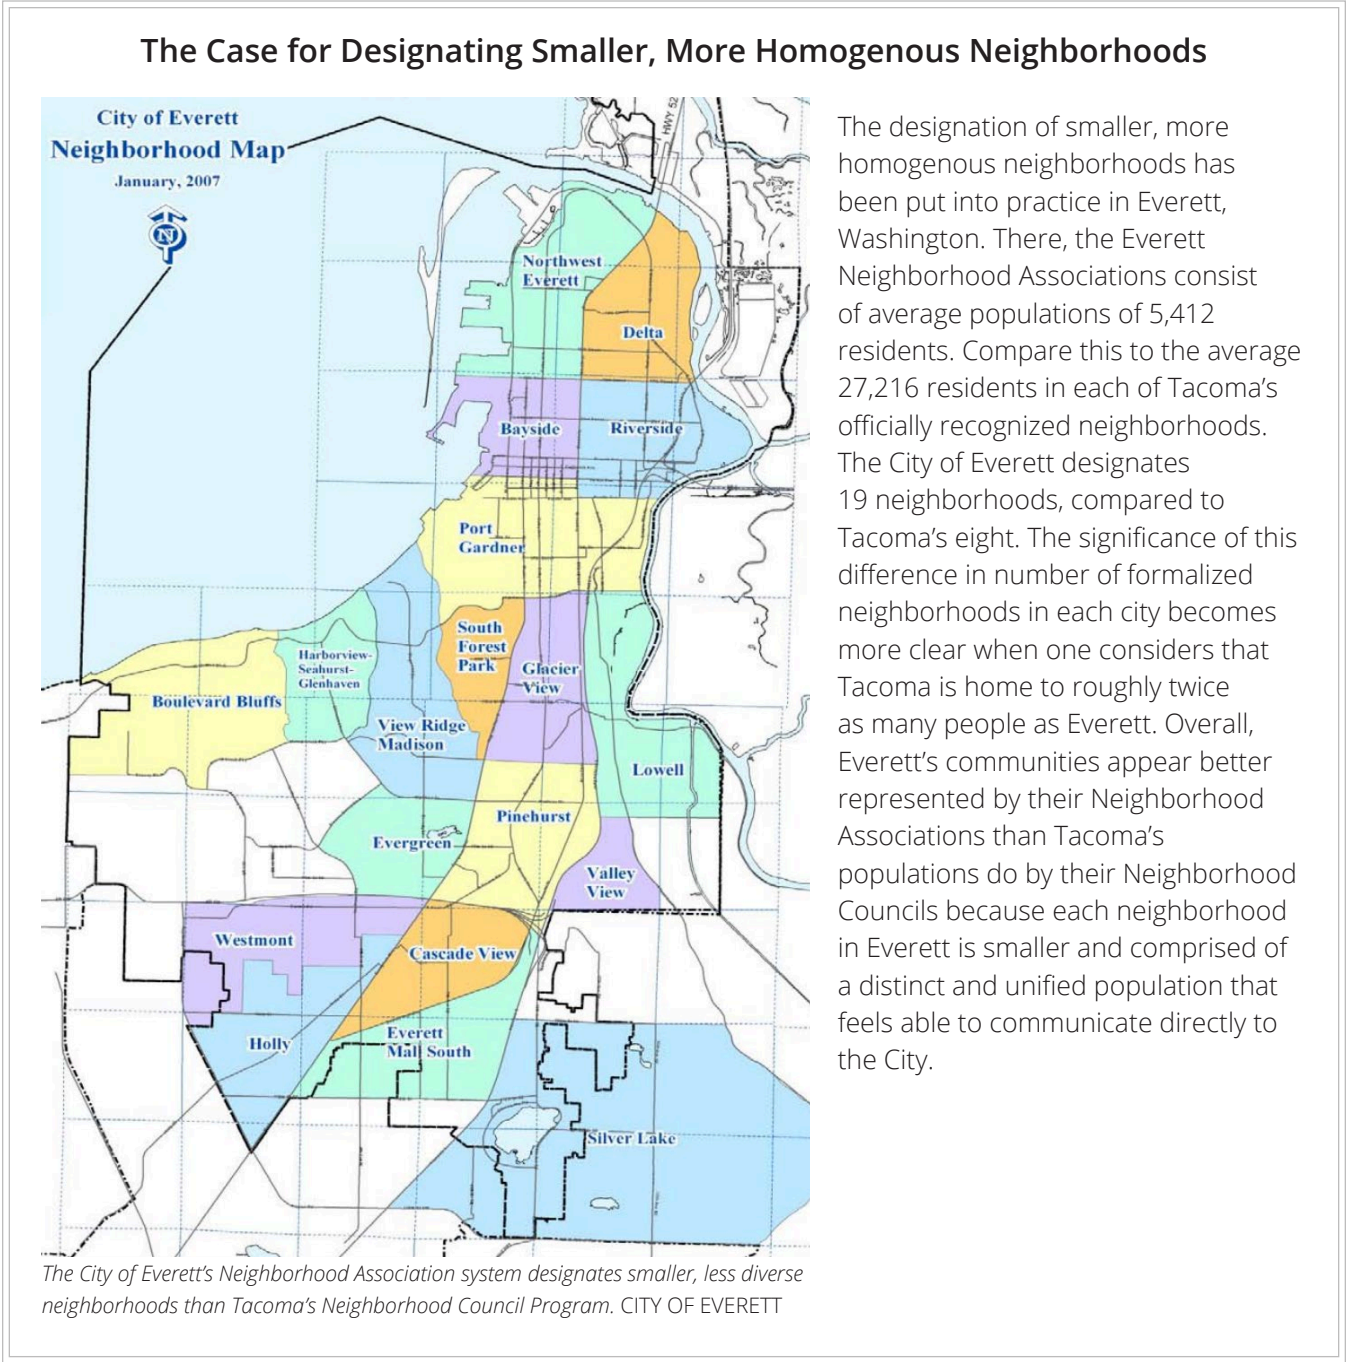 The Case for Designating Smaller, More Homogenous Neighborhoods
City of Everett
Neighborhood Map
January, 2007
N
HWY 52
Northwest
Everett
Delta
Bayside
Riverside
Port
Gardner
South
Forest
Park
Glacier
View
Harborview-
Seahurst-
Glenhaven
Boulevard Bluffs
View Ridge
Madison
Lowell
Pinehurst
Evergreen
Valley
View
Westmont
Cascade View
Holly
Everett
Mall South
Silver Lake
The City of Everett’s Neighborhood Association system designates smaller, less diverse
neighborhoods than Tacoma’s Neighborhood Council Program. CITY OF EVERETT
The designation of smaller, more
homogenous neighborhoods has
been put into practice in Everett,
Washington. There, the Everett
Neighborhood Associations consist
of average populations of 5,412
residents. Compare this to the average
27,216 residents in each of Tacoma’s
officially recognized neighborhoods.
The City of Everett designates
19 neighborhoods, compared to
Tacoma’s eight. The significance of this
difference in number of formalized
neighborhoods in each city becomes
more clear when one considers that
Tacoma is home to roughly twice
as many people as Everett. Overall,
Everett’s communities appear better
represented by their Neighborhood
Associations than Tacoma’s
populations do by their Neighborhood
Councils because each neighborhood
in Everett is smaller and comprised of
a distinct and unified population that
feels able to communicate directly to
the City.